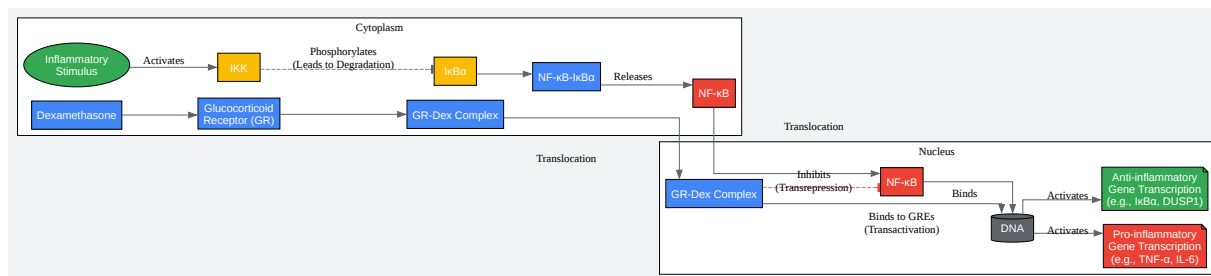 Cytoplasm
Inflammatory
Stimulus
Activates
IKK
Phosphorylates
(Leads to Degradation)
IκBα
NF-κB-IκBα
Releases
NF-κB
Dexamethasone
Glucocorticoid
Receptor (GR)
GR-Dex Complex
Translocation
Translocation
Nucleus
GR-Dex Complex
Inhibits
(Transrepression)
NF-κB
Binds
Binds to GREs
(Transactivation)
DNA
Activates
Anti-inflammatory
Gene Transcription
(e.g., IκBα, DUSP1)
Activates
Pro-inflammatory
Gene Transcription
(e.g., TNF-α, IL-6)